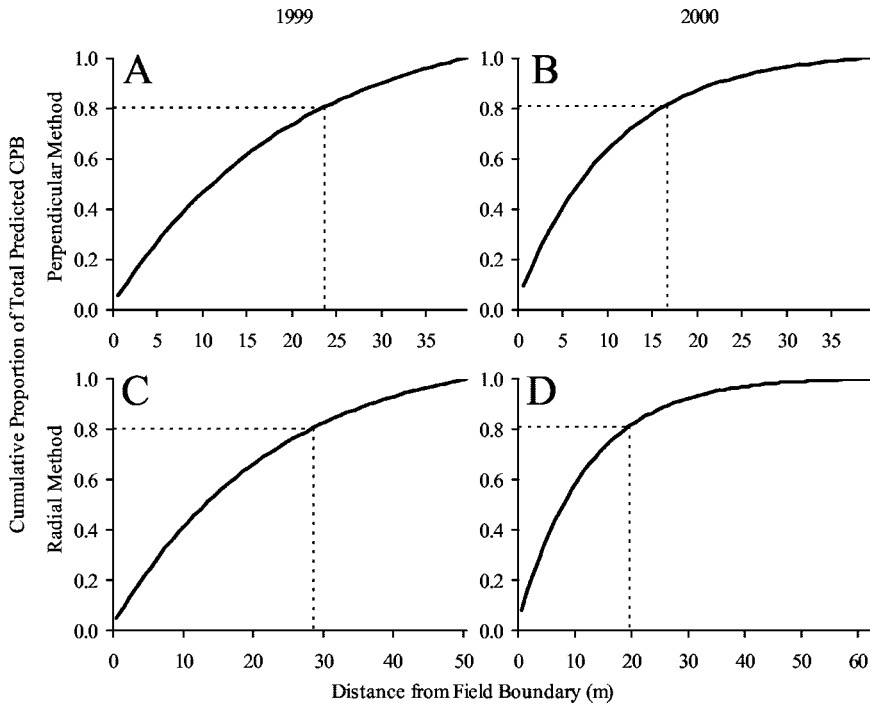 1999
2000
Cumulative Proportion of Total Predicted CPB
Perpendicular Method
A
1.0
0.8
0.6
0.4
0.2
0.0
0 5 10 15 20 25 30 35
B
1.0
0.8
0.6
0.4
0.2
0.0
0 5 10 15 20 25 30 35
Radial Method
C
1.0
0.8
0.6
0.4
0.2
0.0
0 10 20 30 40 50
D
1.0
0.8
0.6
0.4
0.2
0.0
0 10 20 30 40 50 60
Distance from Field Boundary (m)